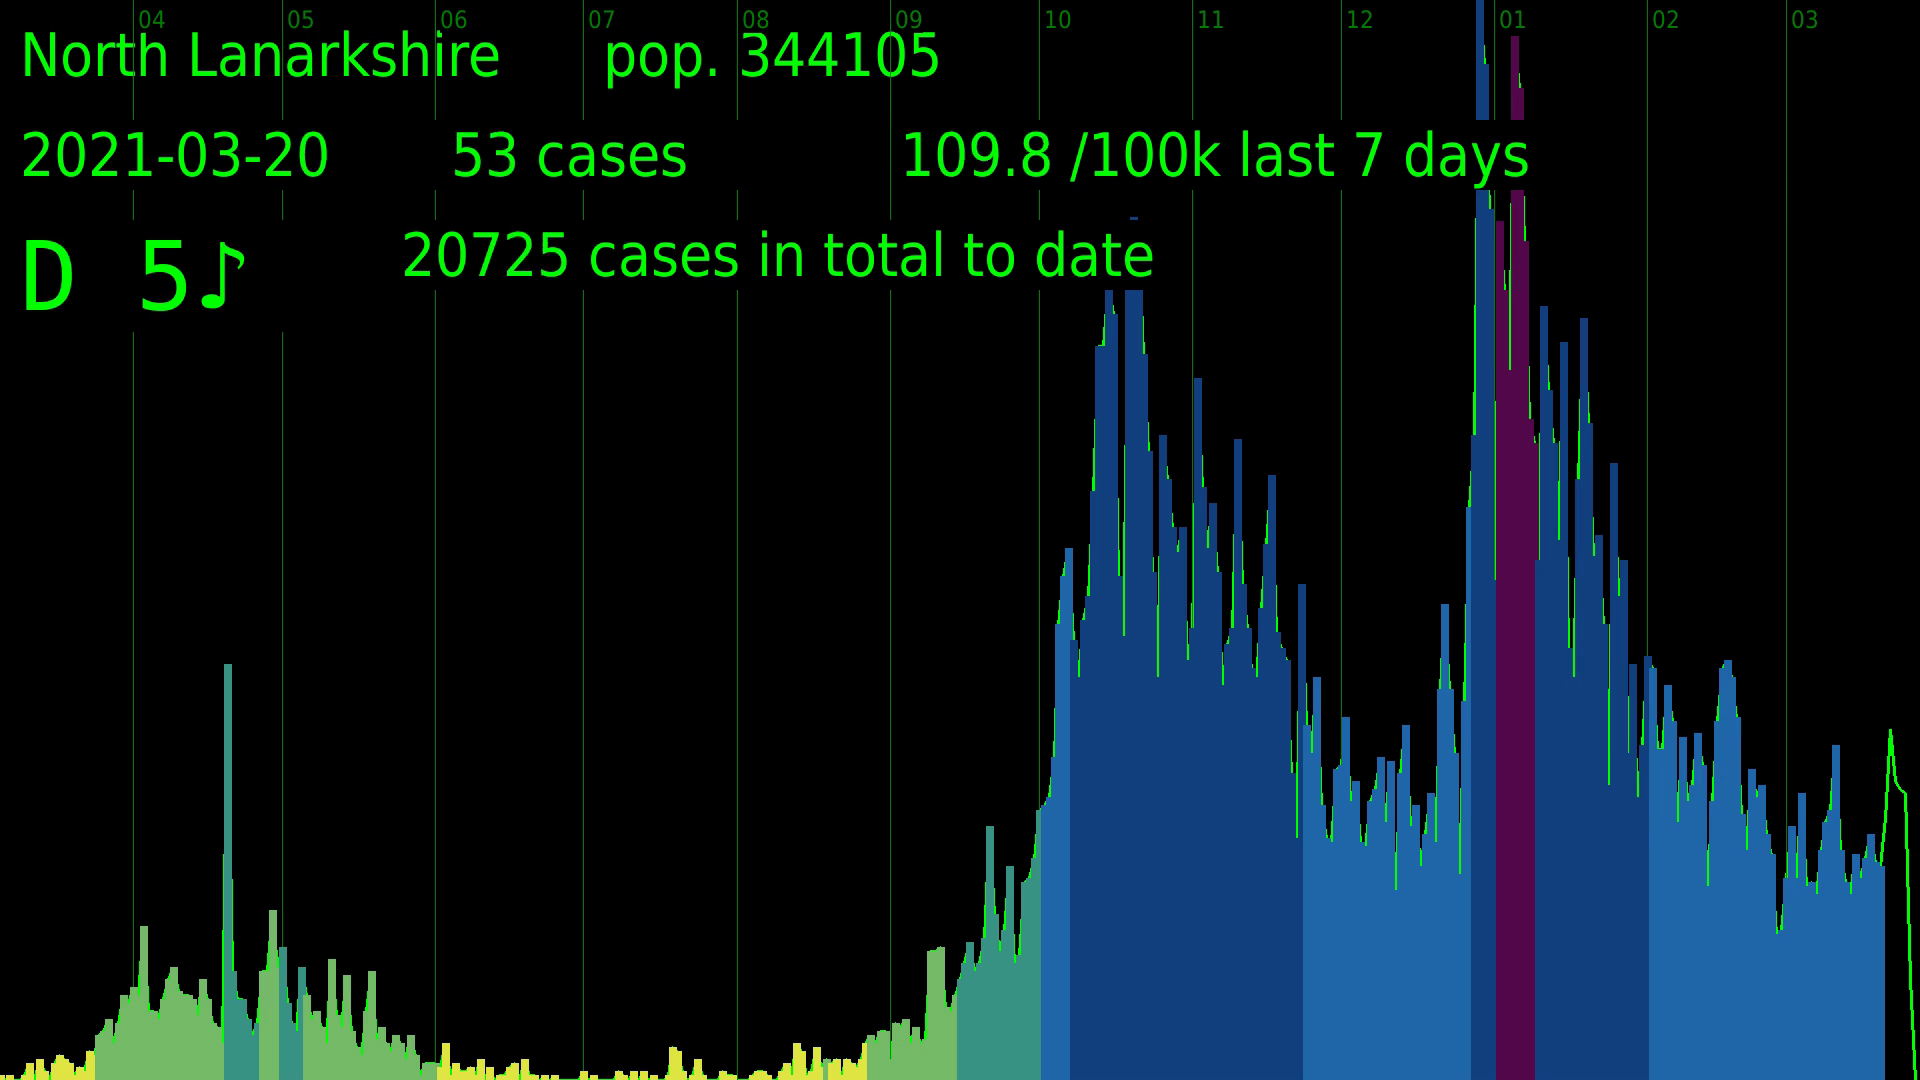 04 05 06 07 08 09 10 11 12 01 02 03
North Lanarkshire pop. 344105
2021-03-20 53 cases 109.8 /100k last 7 days
D 5♪ 20725 cases in total to date